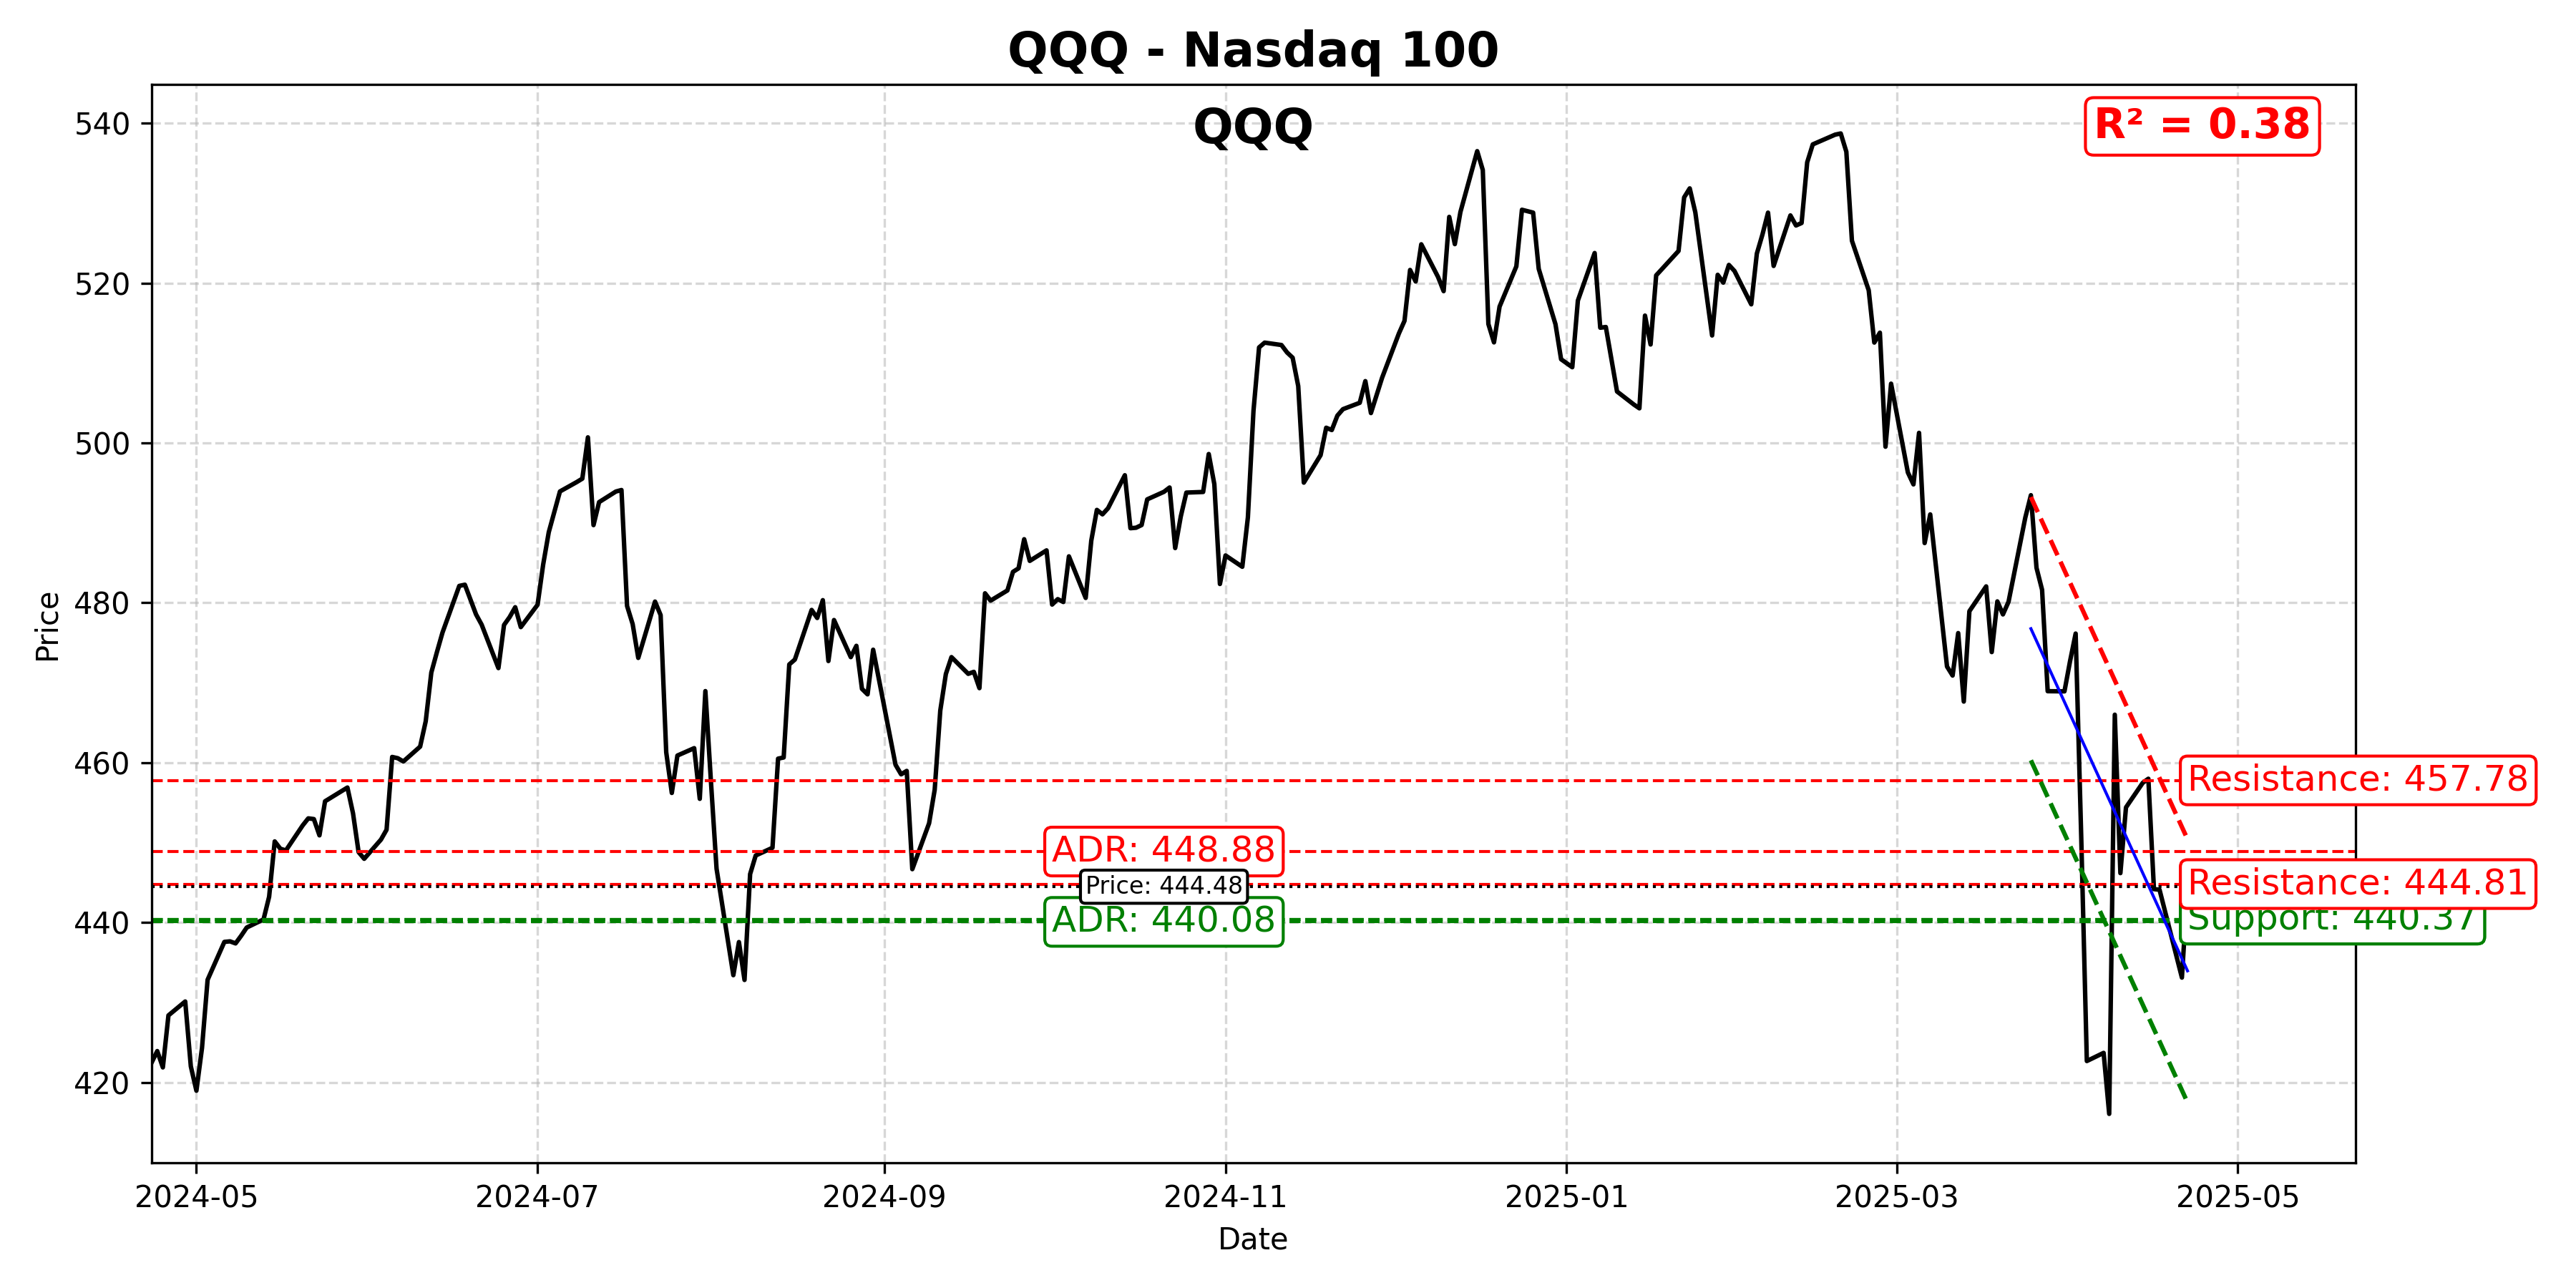 QQQ - Nasdaq 100
QQQ
R² = 0.38
540
520
500
480
460
440
420
Price
Resistance: 457.78
ADR: 448.88
Price: 444.48
Resistance: 444.81
ADR: 440.08
Support: 440.37
2024-05
2024-07
2024-09
2024-11
2025-01
2025-03
2025-05
Date